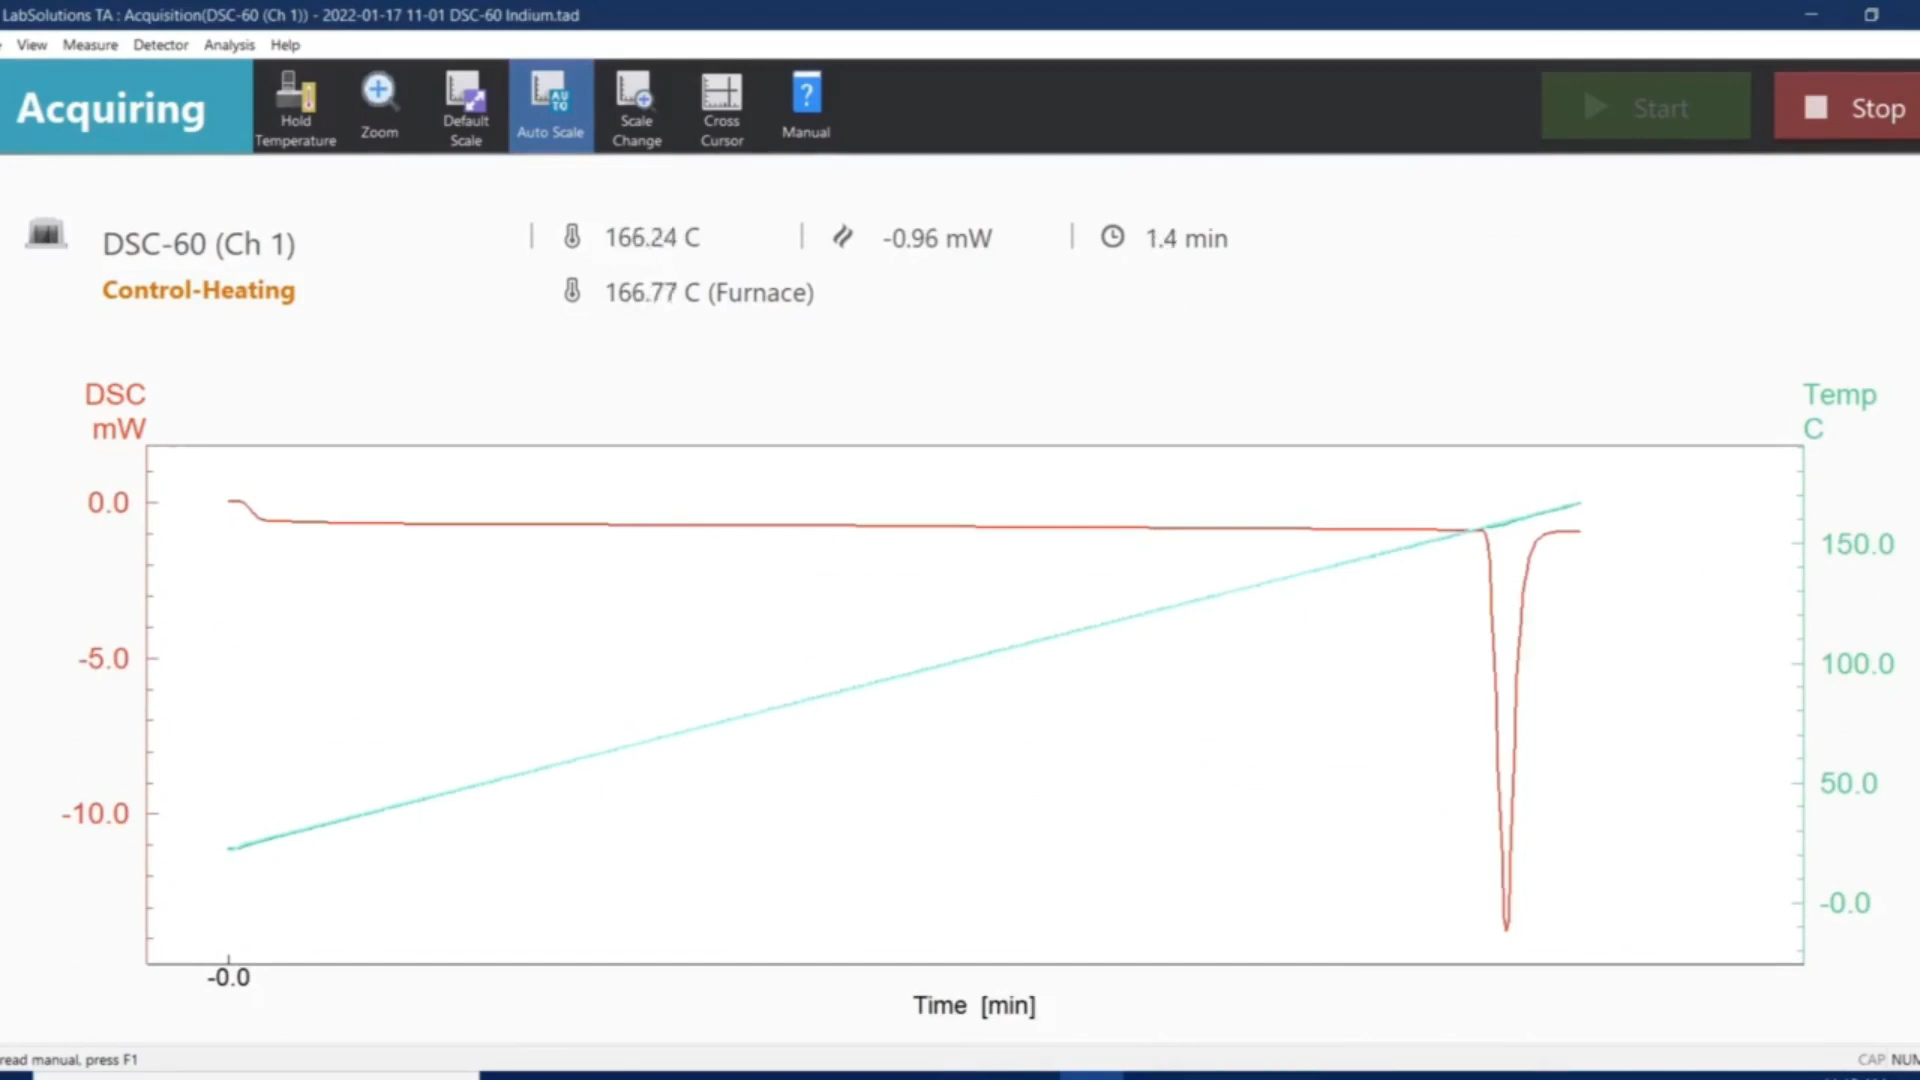 LabSolutions TA : Acquisition(DSC-60 (Ch 1)) - 2022-01-17 11-01 DSC-60 Indium.tad
View Measure Detector Analysis Help
Acquiring
Hold Temperature
Zoom
Default Scale
AUTO
Auto Scale
Scale Change
Cross Cursor
?
Manual
Start
Stop
DSC-60 (Ch 1)
166.24 C
-0.96 mW
1.4 min
Control-Heating
166.77 C (Furnace)
DSC
mW
Temp
C
0.0
-5.0
-10.0
150.0
100.0
50.0
-0.0
-0.0
Time [min]
read manual, press F1
CAP NUM